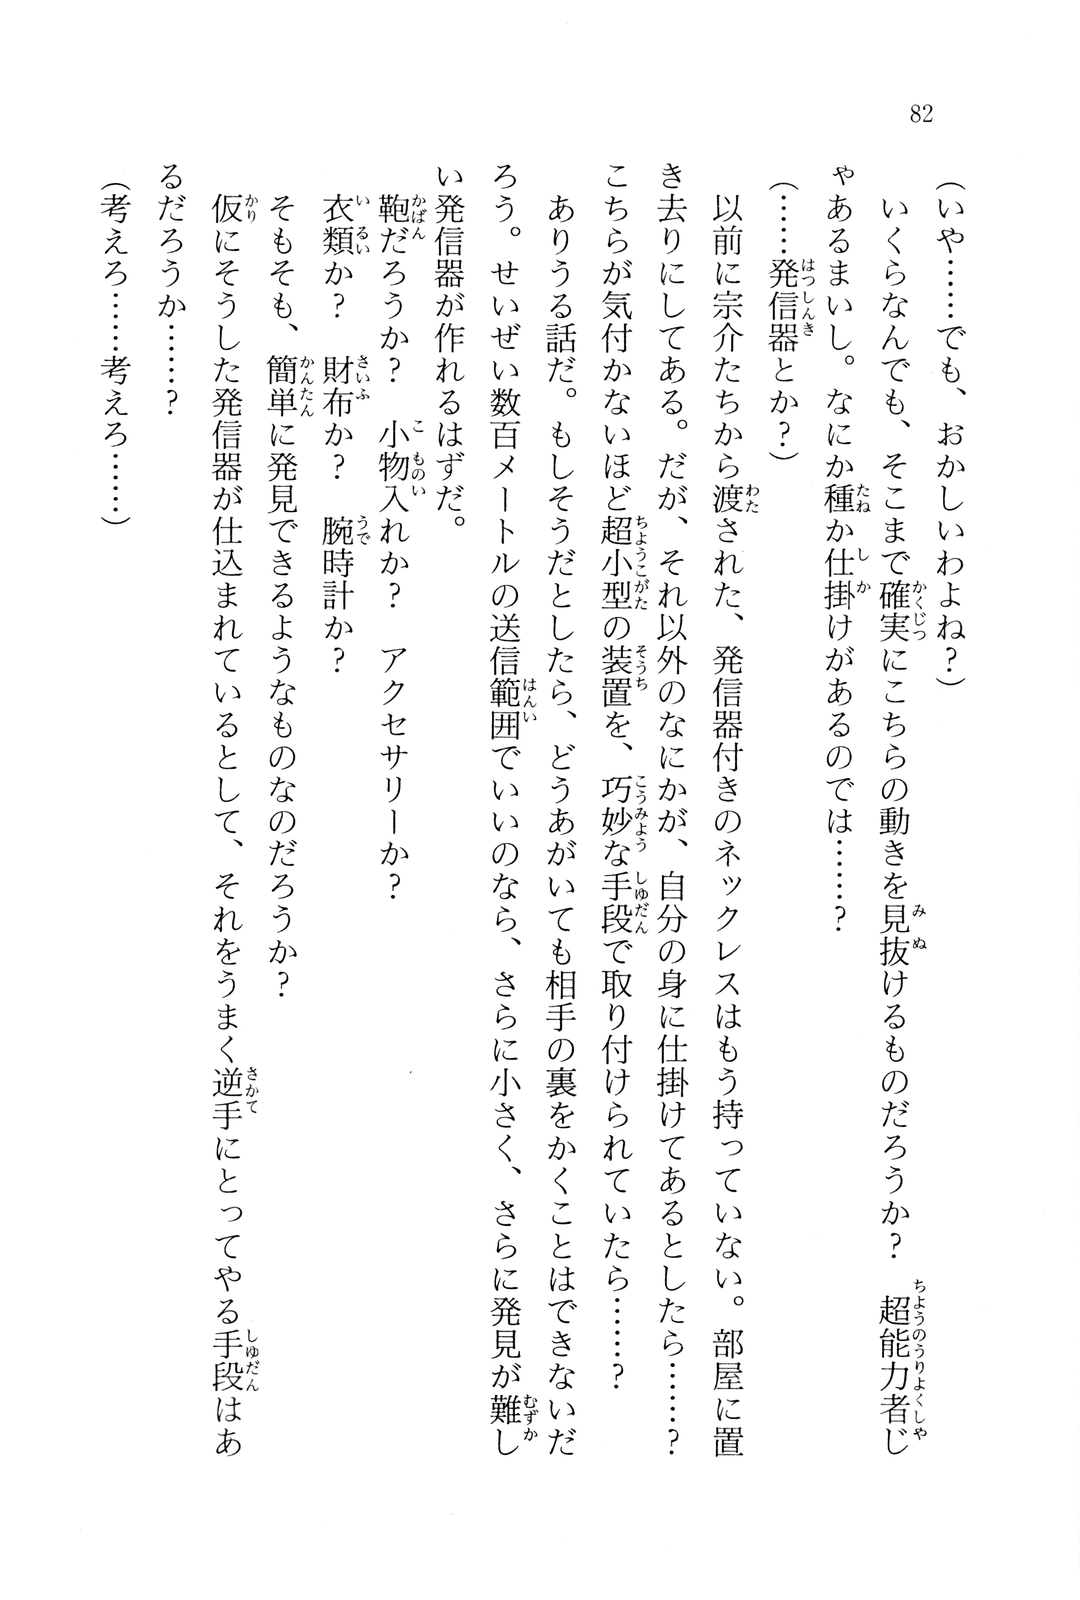 82
(いや……でも、おかしいわよね?)
いくらなんでも、そこまで確実にこちらの動きを見抜けるものだろうか? 超能力者じ
ゃあるまいし。なにか種か仕掛けがあるのでは……?
(……発信器とか?)
以前に宗介たちから渡された、発信器付きのネックレスはもう持っていない。部屋に置
き去りにしてある。だが、それ以外のなにかが、自分の身に仕掛けてあるとしたら……?
こちらが気付かないほど超小型の装置を、巧妙な手段で取り付けられていたら……?
ありうる話だ。もしそうだとしたら、どうあがいても相手の裏をかくことはできないだ
ろう。せいぜい数百メートルの送信範囲でいいのなら、さらに小さく、さらに発見が難し
い発信器が作れるはずだ。
鞄だろうか? 小物入れか? アクセサリーか?
衣類か? 財布か? 腕時計か?
そもそも、簡単に発見できるようなものなのだろうか?
仮にそうした発信器が仕込まれているとして、それをうまく逆手にとってやる手段はあ
るだろうか……?
(考えろ……考えろ……)